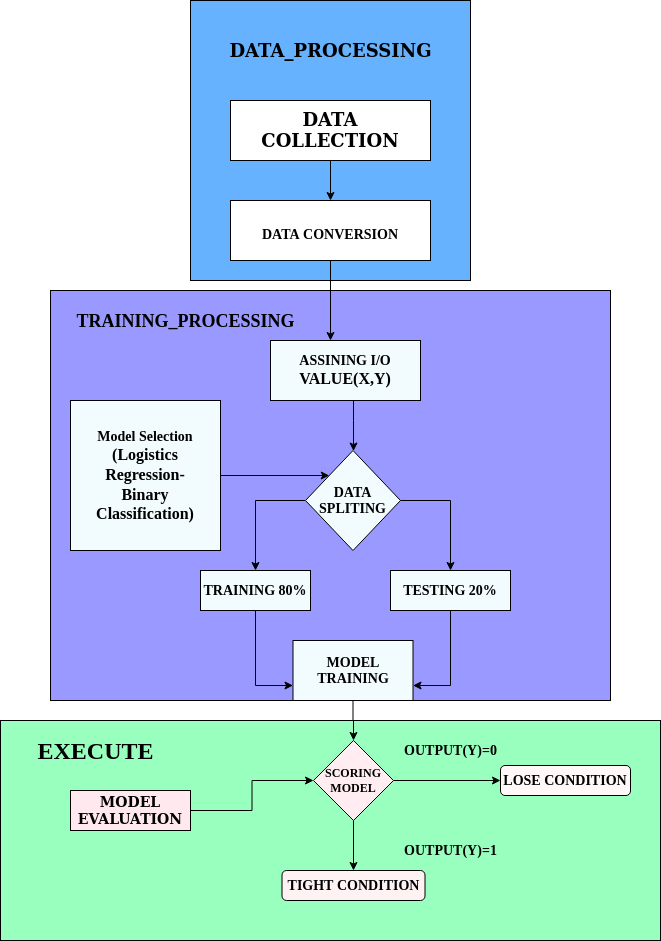 DATA_PROCESSING
DATA
COLLECTION
DATA CONVERSION
TRAINING_PROCESSING
ASSINING I/O
VALUE(X,Y)
Model Selection
(Logistics
Regression-
Binary
Classification)
DATA
SPLITING
TRAINING 80%
TESTING 20%
MODEL
TRAINING
EXECUTE
OUTPUT(Y)=0
SCORING
MODEL
LOSE CONDITION
MODEL
EVALUATION
OUTPUT(Y)=1
TIGHT CONDITION